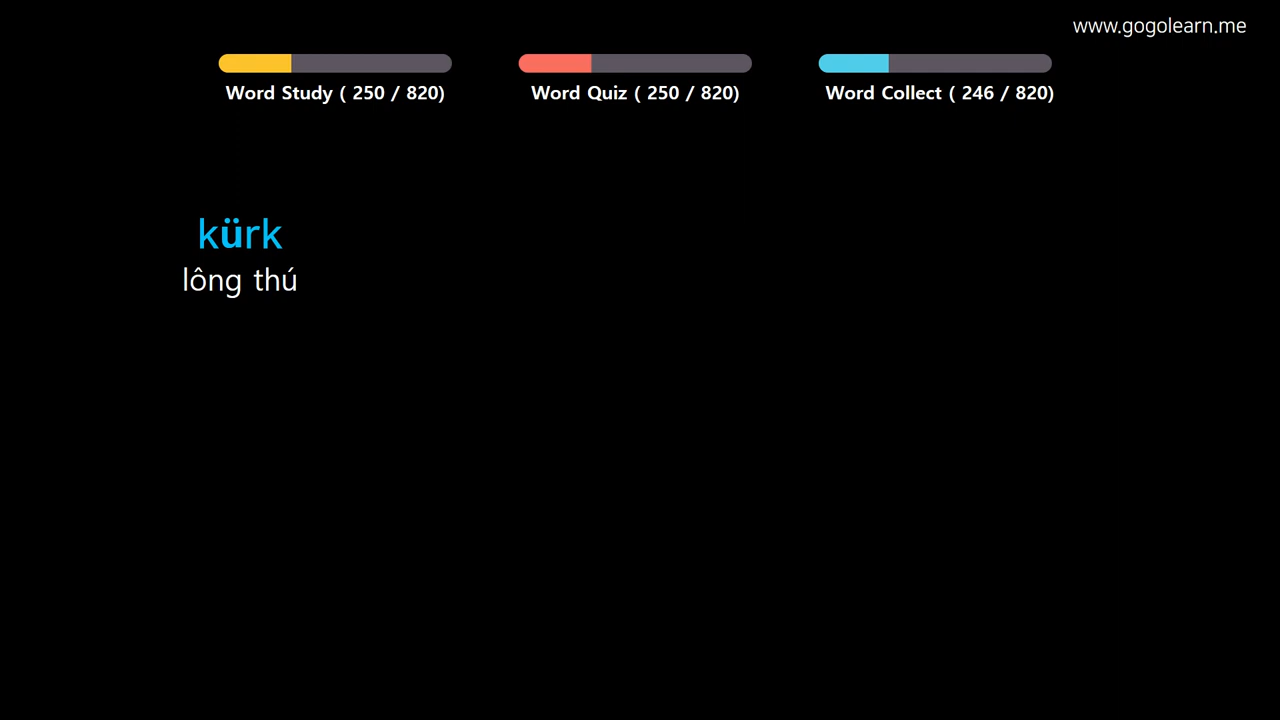 www.gogolearn.me
Word Study ( 250 / 820)
Word Quiz ( 250 / 820)
Word Collect ( 246 / 820)
kürk
lông thú